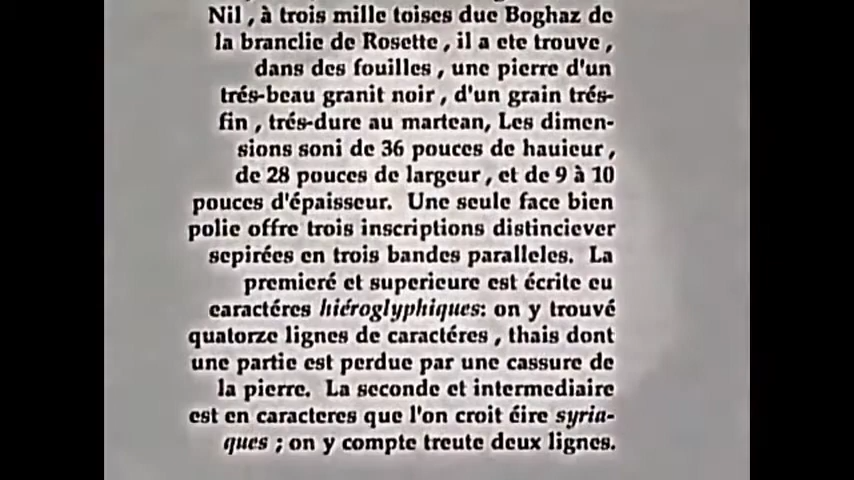 Nil , à trois mille toises duc Boghaz de
la branclie de Rosette , il a ete trouve ,
dans des fouilles , une pierre d'un
trés-beau granit noir , d'un grain trés-
fin , trés-dure au martean, Les dimen-
sions soni de 36 pouces de hauieur ,
de 28 pouces de largeur , et de 9 à 10
pouces d'épaisseur. Une seule face bien
polie offre trois inscriptions distinciever
sepirées en trois bandes paralleles. La
premieré et superieure est écrite eu
caractéres hiéroglyphiques: on y trouvé
quatorze lignes de caractéres , thais dont
une partie est perdue par une cassure de
la pierre. La seconde et intermediaire
est en caracteres que l'on croit éire syria-
ques ; on y compte treute deux lignes.